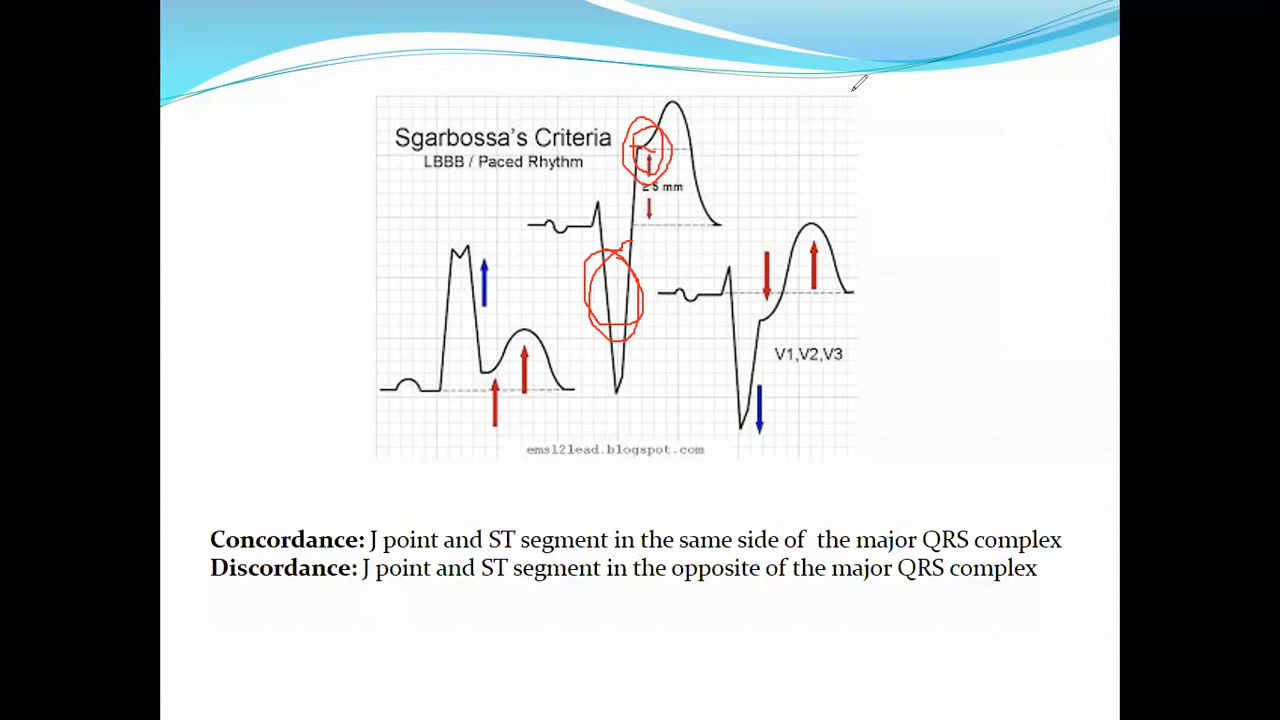 Sgarbossa's Criteria
LBBB / Paced Rhythm
≥ 5 mm
V1,V2,V3
ems12lead.blogspot.com
Concordance: J point and ST segment in the same side of the major QRS complex
Discordance: J point and ST segment in the opposite of the major QRS complex